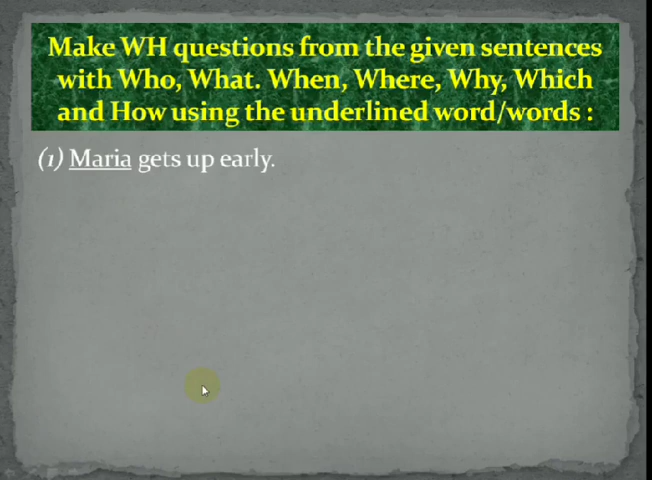 Make WH questions from the given sentences
with Who, What. When, Where, Why, Which
and How using the underlined word/words :
(1) Maria gets up early.